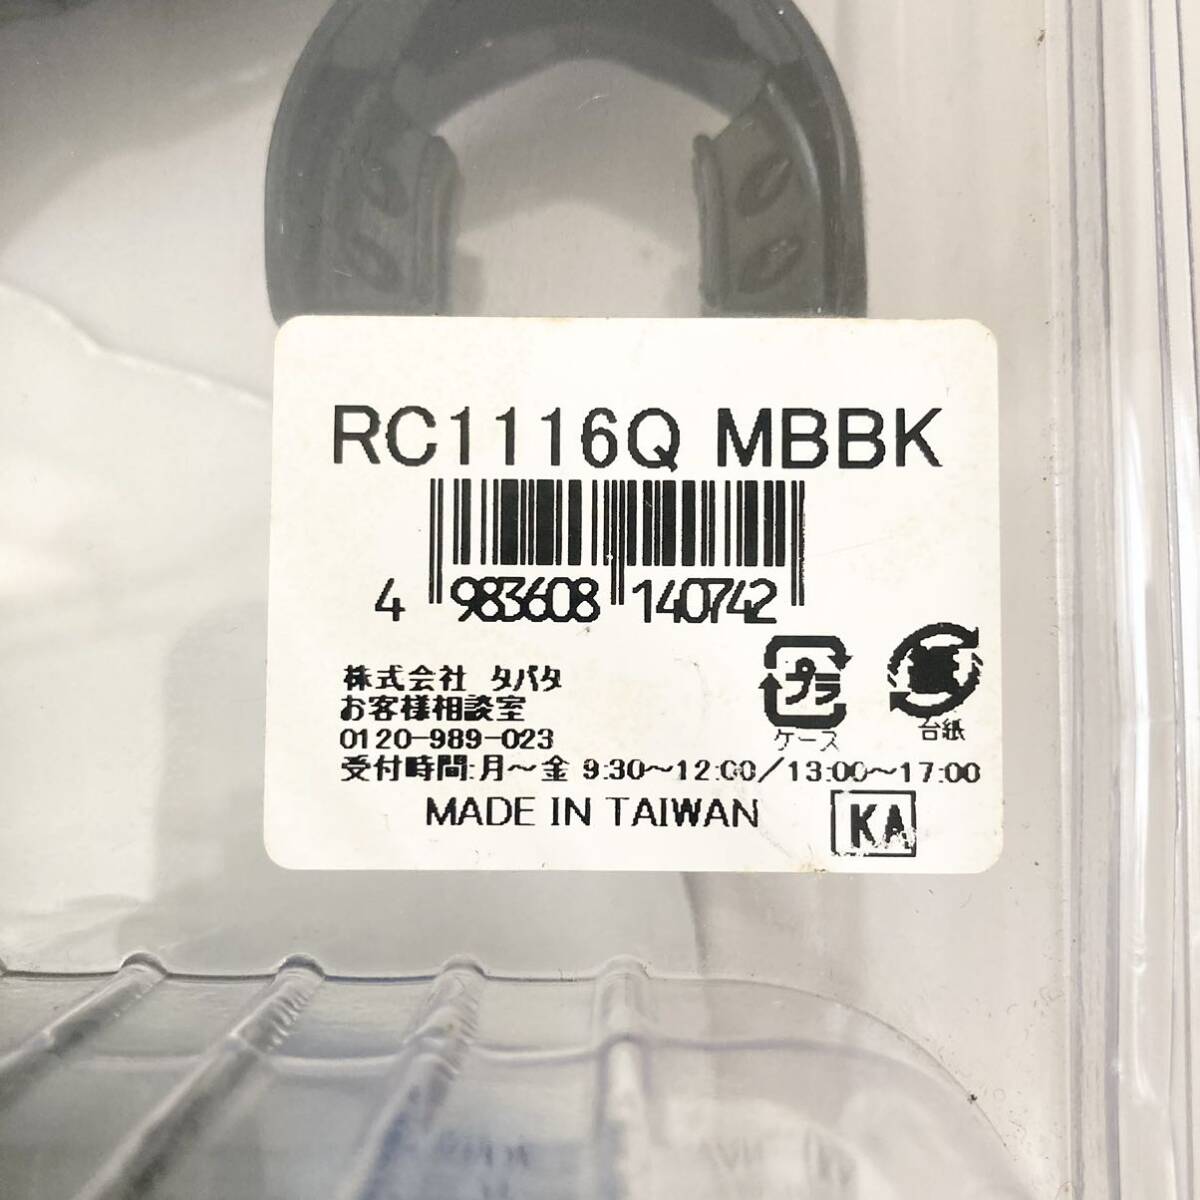 RC1116Q MBBK
4 983608 140742
株式会社 タバタ
お客様相談室
0120-989-023
受付時間:月～金 9:30～12:00/13:00～17:00
MADE IN TAIWAN
プラ
ケース
台紙
KA